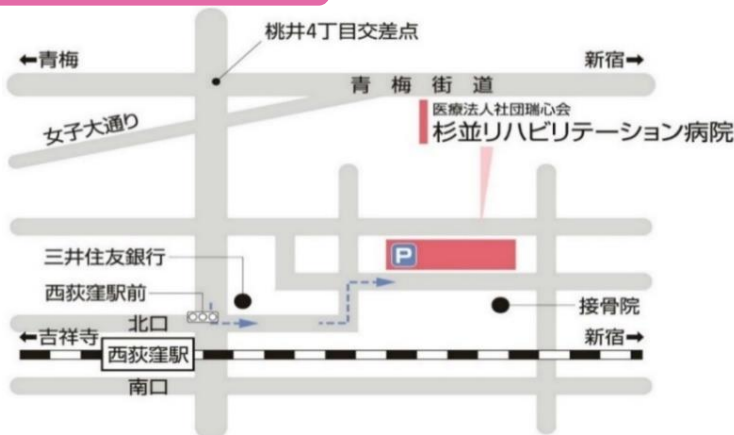 桃井4丁目交差点
←青梅
新宿→
青梅街道
女子大通り
医療法人社団瑞心会
杉並リハビリテーション病院
三井住友銀行
P
西荻窪駅前
接骨院
北口
←吉祥寺
新宿→
西荻窪駅
南口